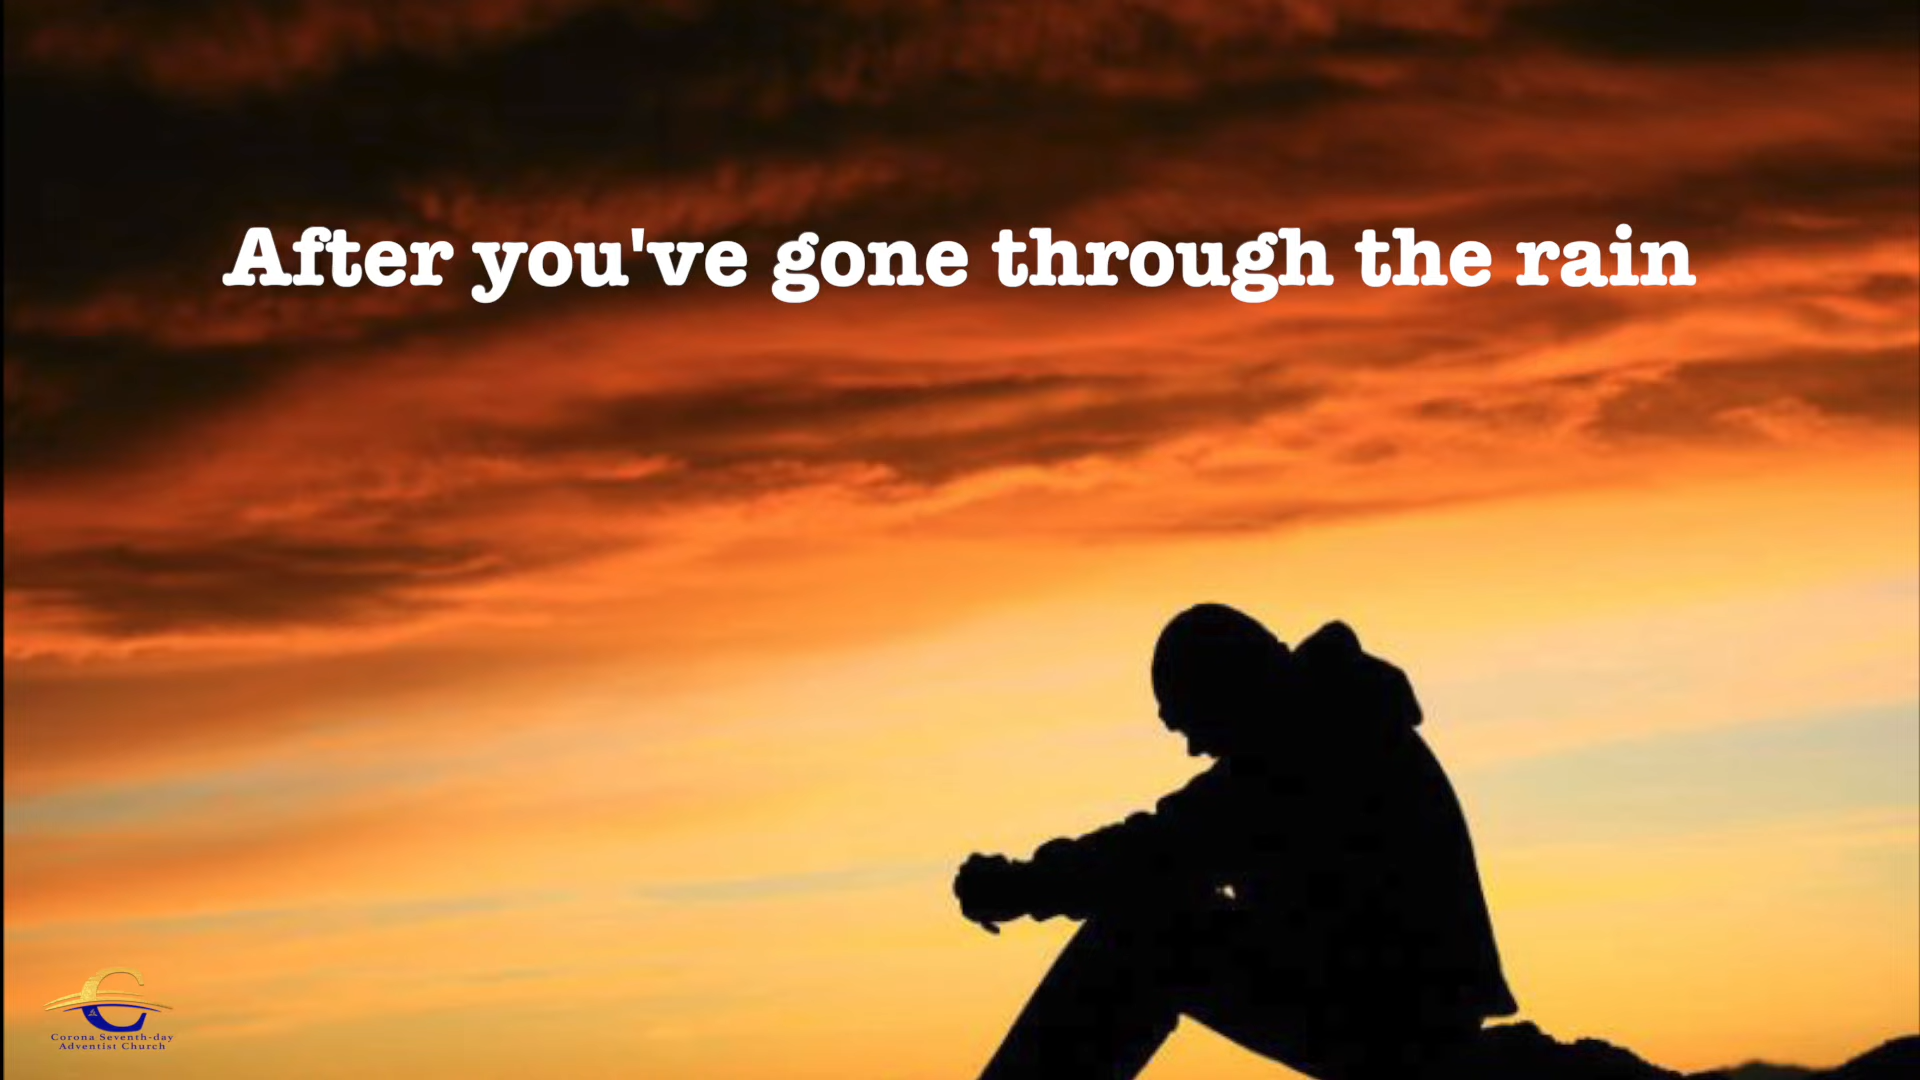 After you've gone through the rain
Corona Seventh-day
Adventist Church